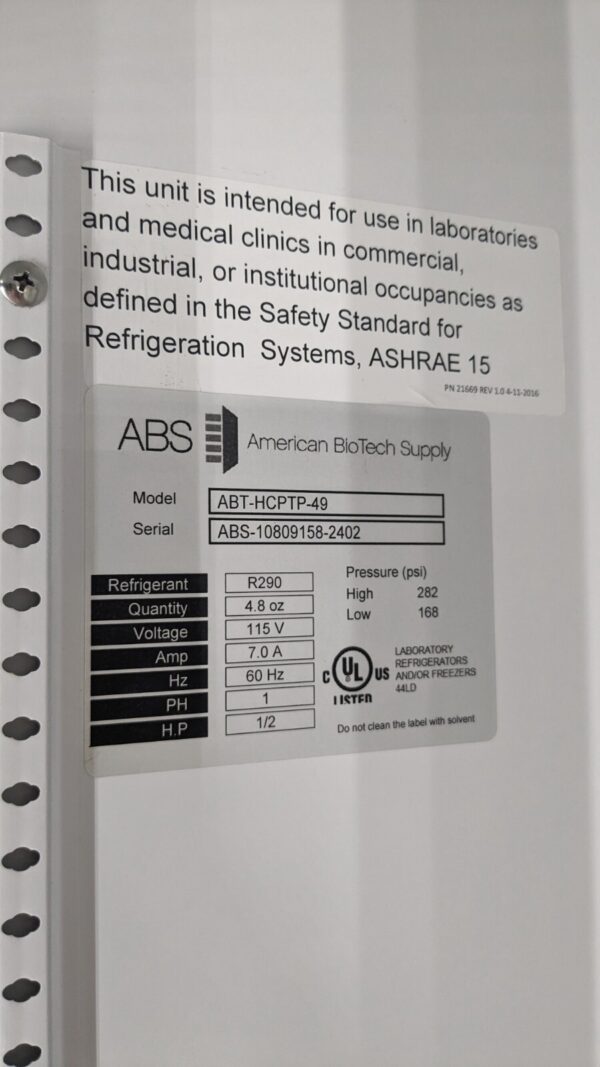 This unit is intended for use in laboratories
and medical clinics in commercial,
industrial, or institutional occupancies as
defined in the Safety Standard for
Refrigeration Systems, ASHRAE 15
PN 21669 REV 1.0 4-11-2016
ABS American BioTech Supply
Model ABT-HCPTP-49
Serial ABS-10809158-2402
Refrigerant R290
Quantity 4.8 oz
Voltage 115 V
Amp 7.0 A
Hz 60 Hz
PH 1
H.P 1/2
Pressure (psi)
High 282
Low 168
C UL US
LISTED
LABORATORY
REFRIGERATORS
AND/OR FREEZERS
44LD
Do not clean the label with solvent